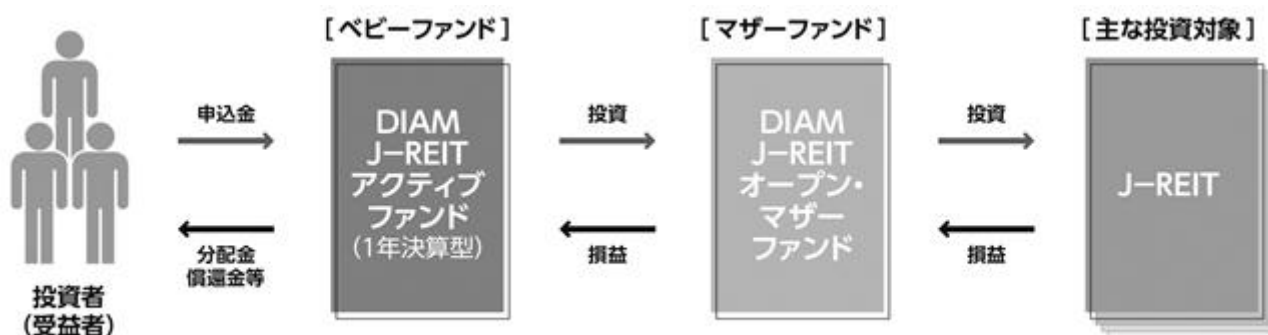 [ベビーファンド]
[マザーファンド]
[主な投資対象]
申込金
投資
投資
DIAM
J-REIT
アクティブ
ファンド
(1年決算型)
DIAM
J-REIT
オープン・
マザー
ファンド
J-REIT
分配金
償還金等
損益
損益
投資者
(受益者)